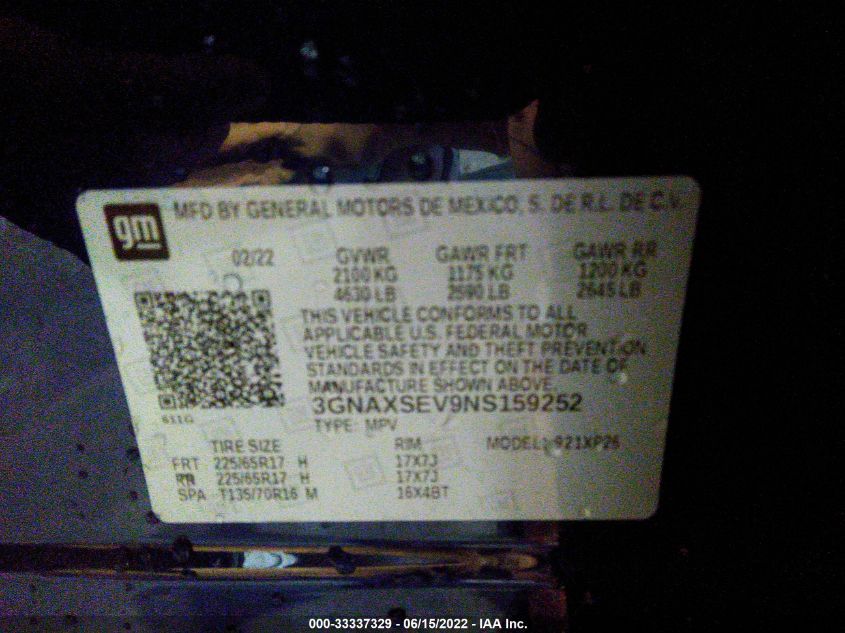 gm
MFD BY GENERAL MOTORS DE MEXICO, S. DE R.L. DE C.V.
02/22 GVWR GAWR FRT GAWR RR
2100 KG 1175 KG 1200 KG
4630 LB 2590 LB 2645 LB
THIS VEHICLE CONFORMS TO ALL
APPLICABLE U.S. FEDERAL MOTOR
VEHICLE SAFETY AND THEFT PREVENTION
STANDARDS IN EFFECT ON THE DATE OF
MANUFACTURE SHOWN ABOVE.
3GNAXSEV9NS159252
611G
TYPE: MPV
TIRE SIZE RIM MODEL: 921XP26
FRT 225/65R17 H 17X7J
RR 225/65R17 H 17X7J
SPA T135/70R16 M 16X4BT
000-33337329 - 06/15/2022 - IAA Inc.